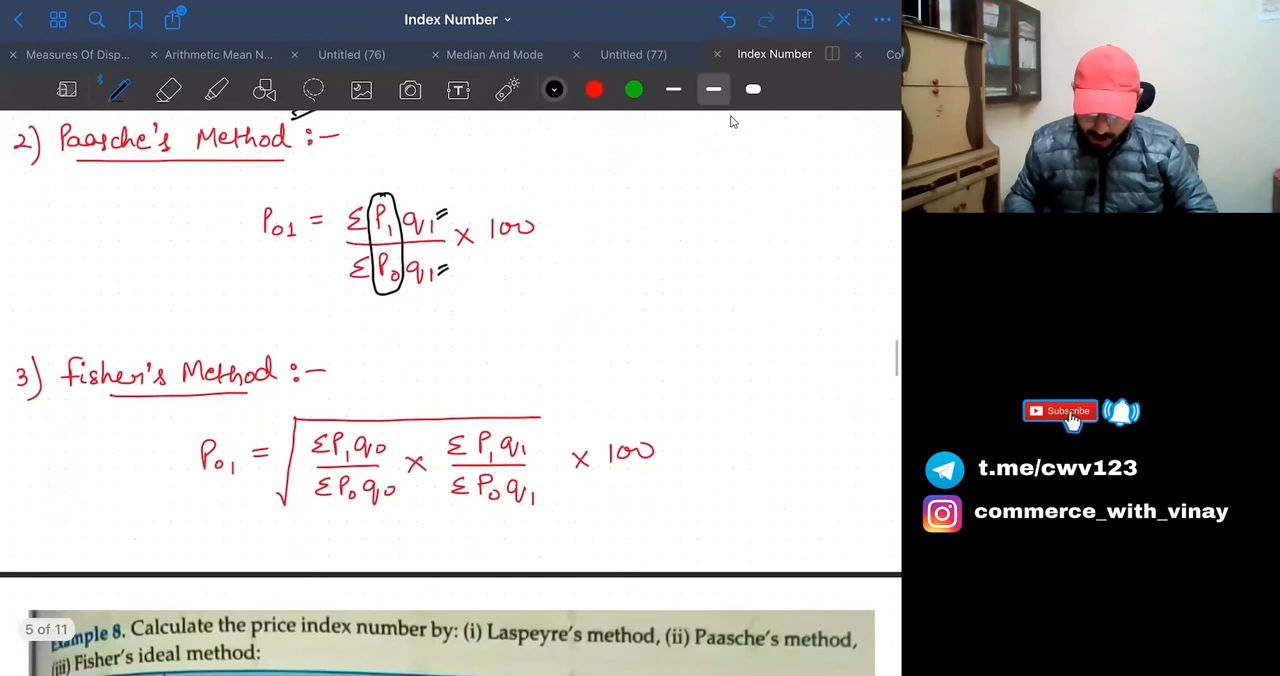 Index Number
Measures Of Disp...
Arithmetic Mean N...
Untitled (76)
Median And Mode
Untitled (77)
Index Number
Co
2) Paasche's Method :-
P01 = ΣP1q1 / ΣP0q1 × 100
3) fisher's Method :-
P01 = √ΣP1q0 / ΣP0q0 × ΣP1q1 / ΣP0q1 × 100
Subscribe
t.me/cwv123
commerce_with_vinay
5 of 11
Example 8. Calculate the price index number by: (i) Laspeyre's method, (ii) Paasche's method,
(iii) Fisher's ideal method: